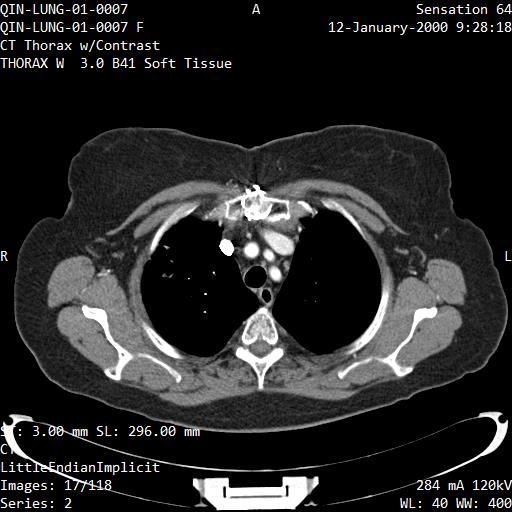 QIN-LUNG-01-0007
A
Sensation 64
QIN-LUNG-01-0007 F
12-January-2000 9:28:18
CT Thorax w/Contrast
THORAX W 3.0 B41 Soft Tissue
R
L
ST: 3.00 mm SL: 296.00 mm
LittleEndianImplicit
Images: 17/118
284 mA 120kV
Series: 2
WL: 40 WW: 400